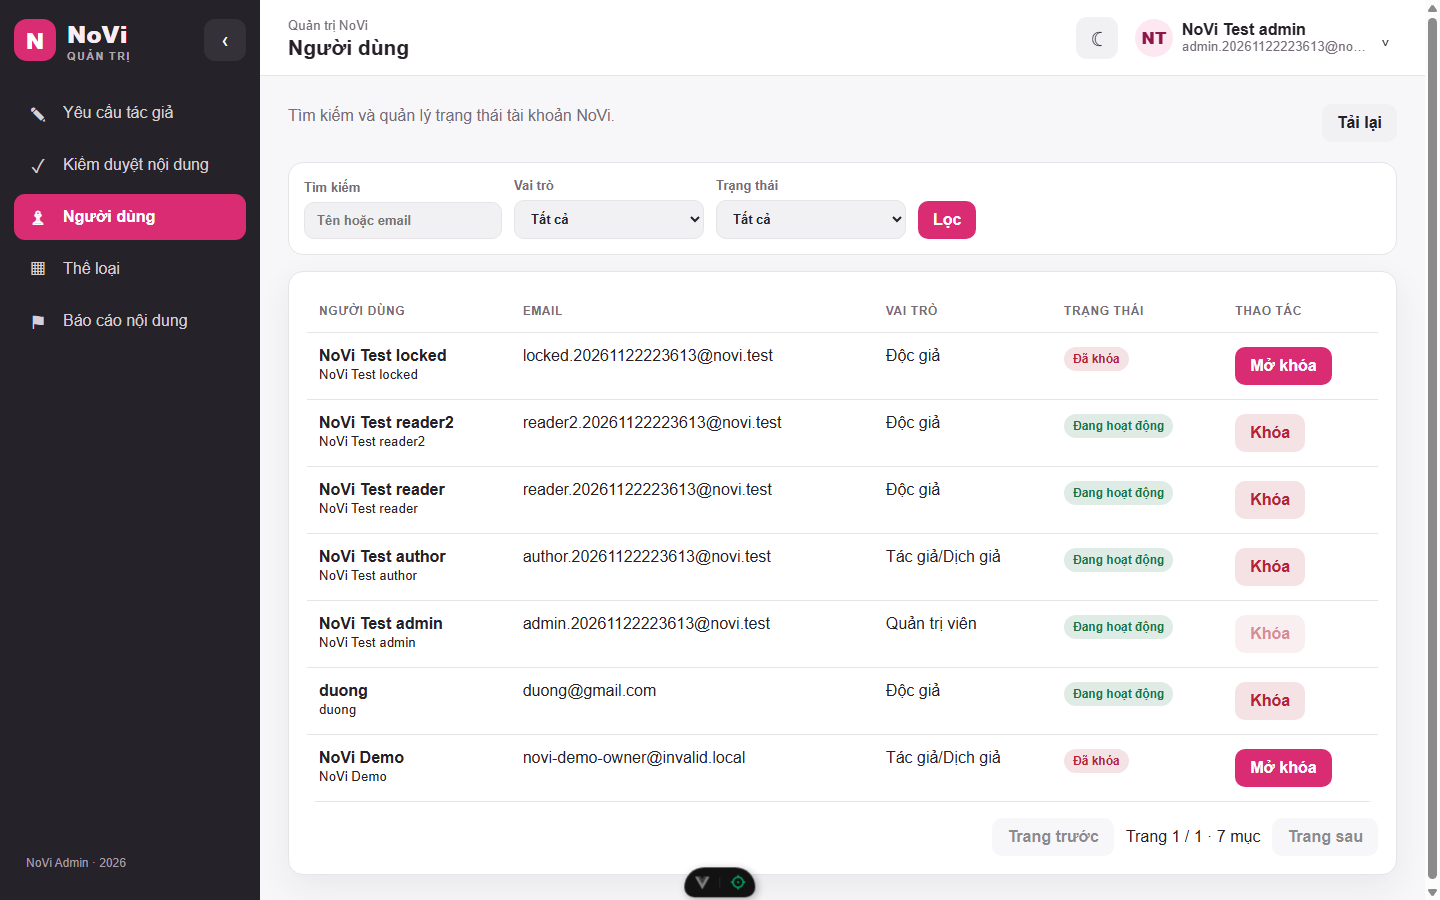 N
NoVi
QUẢN TRỊ
Yêu cầu tác giả
Kiểm duyệt nội dung
Người dùng
Thể loại
Báo cáo nội dung
NoVi Admin · 2026
Quản trị NoVi
Người dùng
NT
NoVi Test admin
admin.20261122223613@no...
Tìm kiếm và quản lý trạng thái tài khoản NoVi.
Tải lại
Tìm kiếm
Vai trò
Trạng thái
Tên hoặc email
Tất cả
Tất cả
Lọc
NGƯỜI DÙNG EMAIL VAI TRÒ TRẠNG THÁI THAO TÁC
NoVi Test locked locked.20261122223613@novi.test Độc giả Đã khóa Mở khóa
NoVi Test locked
NoVi Test reader2 reader2.20261122223613@novi.test Độc giả Đang hoạt động Khóa
NoVi Test reader2
NoVi Test reader reader.20261122223613@novi.test Độc giả Đang hoạt động Khóa
NoVi Test reader
NoVi Test author author.20261122223613@novi.test Tác giả/Dịch giả Đang hoạt động Khóa
NoVi Test author
NoVi Test admin admin.20261122223613@novi.test Quản trị viên Đang hoạt động Khóa
NoVi Test admin
duong duong@gmail.com Độc giả Đang hoạt động Khóa
duong
NoVi Demo novi-demo-owner@invalid.local Tác giả/Dịch giả Đã khóa Mở khóa
NoVi Demo
Trang trước Trang 1 / 1 · 7 mục Trang sau